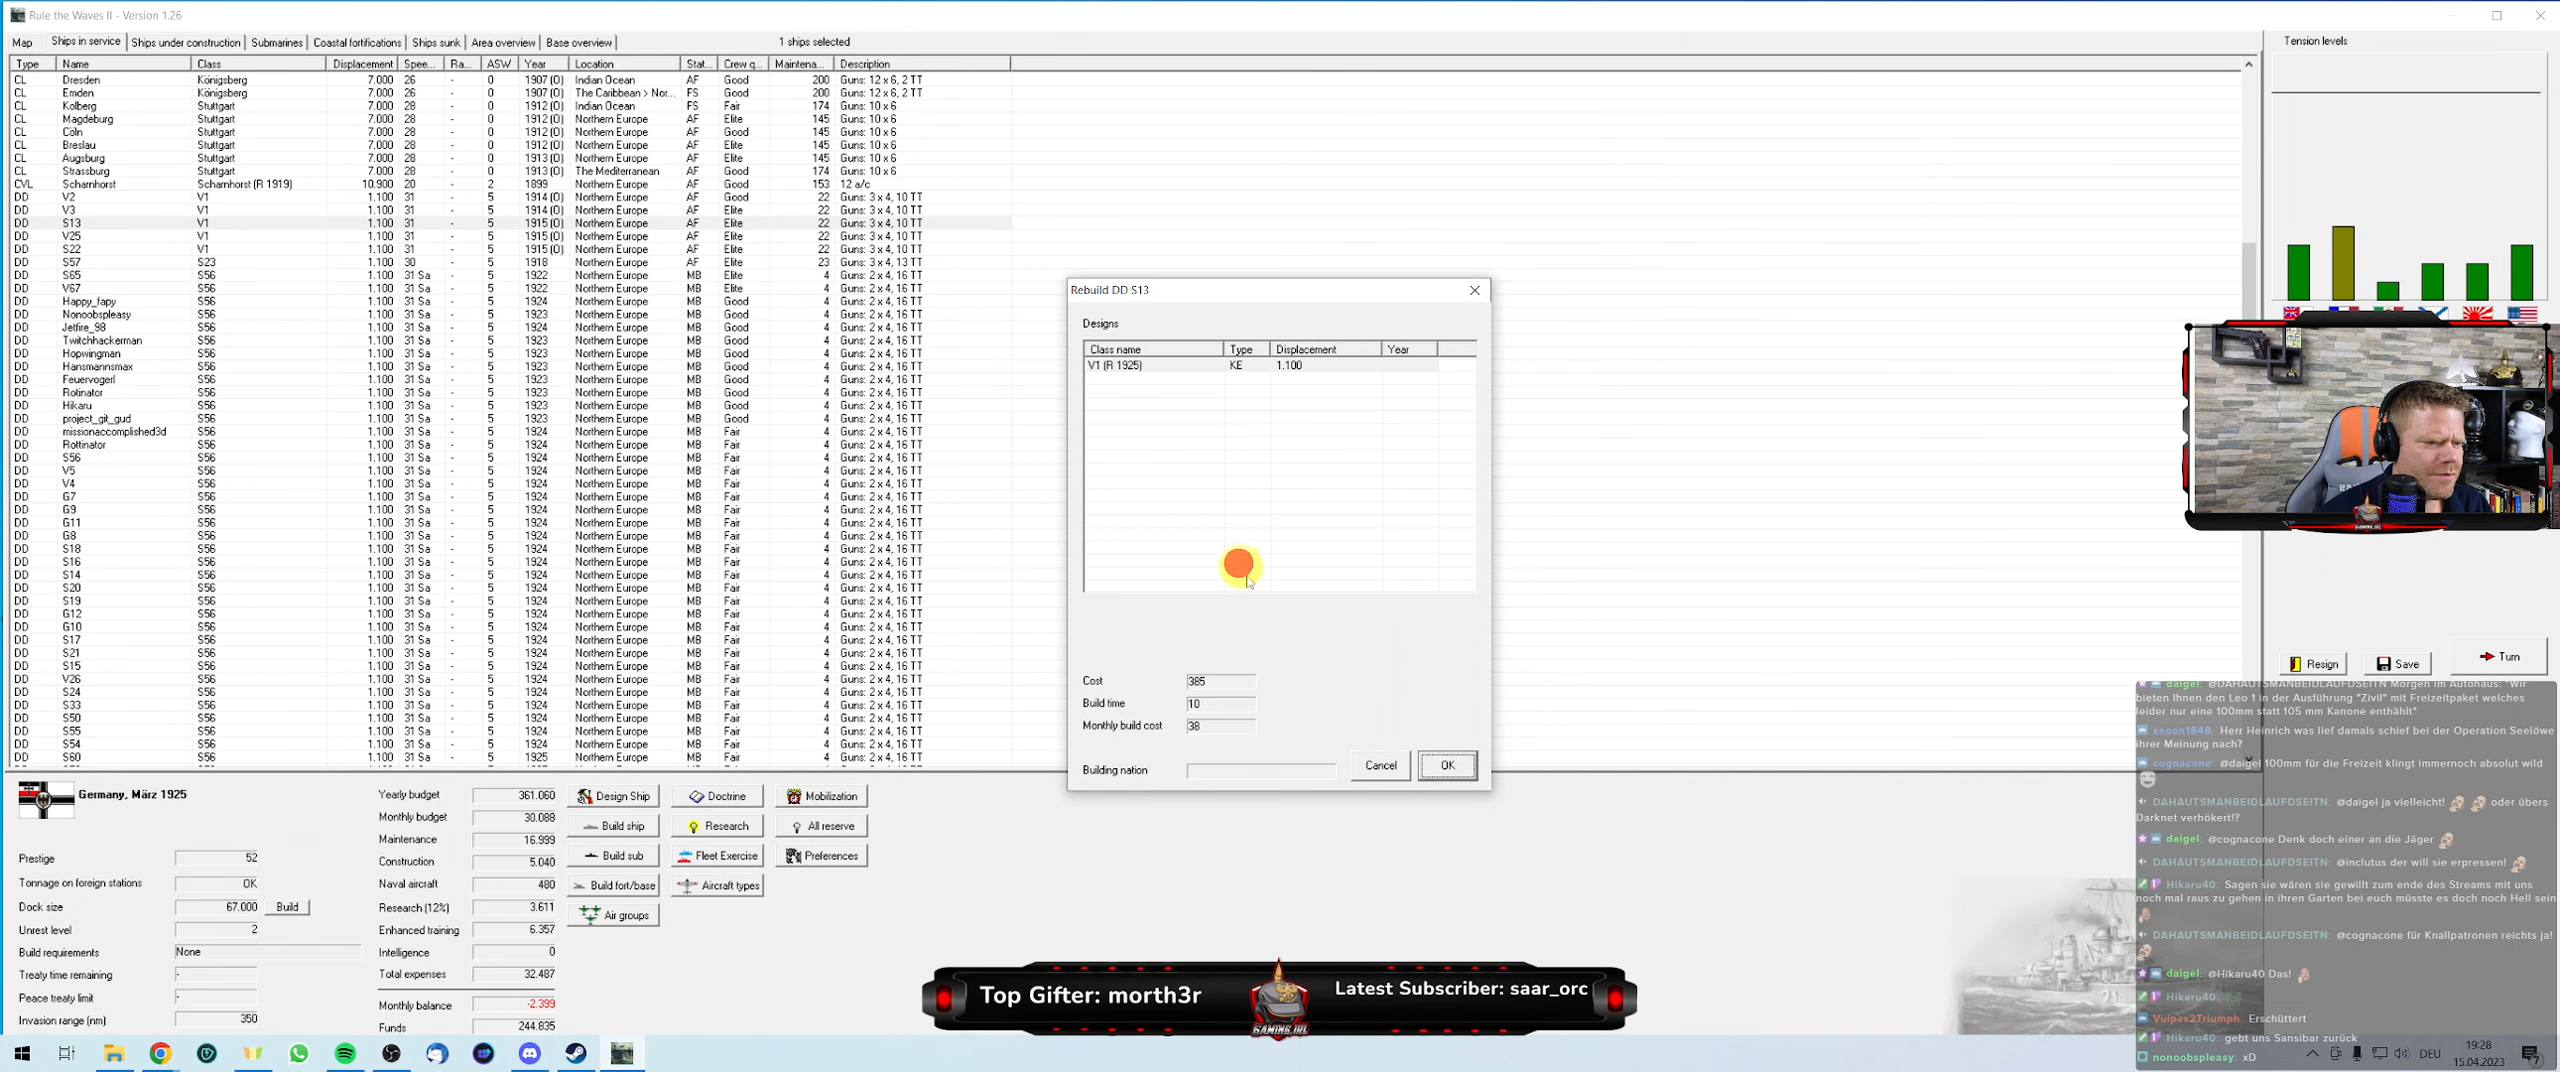 Rule the Waves II - Version 1.26
Map Ships in service Ships under construction Submarines Coastal fortifications Ships sunk Area overview Base overview 1 ships selected Tension levels
Type Name Class Displacement Spee... Ra... ASW Year Location Stat... Crew q... Maintena... Description
CL Dresden Königsberg 7.000 26 - 0 1907 (O) Indian Ocean AF Good 200 Guns: 12 x 6, 2 TT
CL Emden Königsberg 7.000 26 - 0 1907 (O) The Caribbean > Nor... FS Good 200 Guns: 12 x 6, 2 TT
CL Kolberg Stuttgart 7.000 28 - 0 1912 (O) Indian Ocean FS Fair 174 Guns: 10 x 6
CL Magdeburg Stuttgart 7.000 28 - 0 1912 (O) Northern Europe AF Elite 145 Guns: 10 x 6
CL Cöln Stuttgart 7.000 28 - 0 1912 (O) Northern Europe AF Good 145 Guns: 10 x 6
CL Breslau Stuttgart 7.000 28 - 0 1912 (O) Northern Europe AF Elite 145 Guns: 10 x 6
CL Augsburg Stuttgart 7.000 28 - 0 1913 (O) Northern Europe AF Elite 145 Guns: 10 x 6
CL Strassburg Stuttgart 7.000 28 - 0 1913 (O) The Mediterranean AF Good 174 Guns: 10 x 6
CVL Scharnhorst Scharnhorst (R 1919) 10.900 20 - 2 1899 Northern Europe AF Good 153 12 a/c
DD V2 V1 1.100 31 - 5 1914 (O) Northern Europe AF Good 22 Guns: 3 x 4, 10 TT
DD V3 V1 1.100 31 - 5 1914 (O) Northern Europe AF Elite 22 Guns: 3 x 4, 10 TT
DD S13 V1 1.100 31 - 5 1915 (O) Northern Europe AF Elite 22 Guns: 3 x 4, 10 TT
DD V25 V1 1.100 31 - 5 1915 (O) Northern Europe AF Elite 22 Guns: 3 x 4, 10 TT
DD S22 V1 1.100 31 - 5 1915 (O) Northern Europe AF Elite 22 Guns: 3 x 4, 10 TT
DD S57 S23 1.100 30 - 5 1918 Northern Europe AF Elite 23 Guns: 3 x 4, 13 TT
DD S65 S56 1.100 31 Sa - 5 1922 Northern Europe MB Elite 4 Guns: 2 x 4, 16 TT
DD V67 S56 1.100 31 Sa - 5 1922 Northern Europe MB Elite 4 Guns: 2 x 4, 16 TT
DD Happy_fapy S56 1.100 31 Sa - 5 1924 Northern Europe MB Good 4 Guns: 2 x 4, 16 TT
DD Nonoobspleasy S56 1.100 31 Sa - 5 1923 Northern Europe MB Good 4 Guns: 2 x 4, 16 TT
DD Jetfire_98 S56 1.100 31 Sa - 5 1924 Northern Europe MB Good 4 Guns: 2 x 4, 16 TT
DD Twitchhackerman S56 1.100 31 Sa - 5 1923 Northern Europe MB Good 4 Guns: 2 x 4, 16 TT
DD Hopwingman S56 1.100 31 Sa - 5 1923 Northern Europe MB Good 4 Guns: 2 x 4, 16 TT
DD Hansmannsmax S56 1.100 31 Sa - 5 1923 Northern Europe MB Good 4 Guns: 2 x 4, 16 TT
DD Feuervogerl S56 1.100 31 Sa - 5 1923 Northern Europe MB Good 4 Guns: 2 x 4, 16 TT
DD Rotinator S56 1.100 31 Sa - 5 1923 Northern Europe MB Good 4 Guns: 2 x 4, 16 TT
DD Hikaru S56 1.100 31 Sa - 5 1923 Northern Europe MB Good 4 Guns: 2 x 4, 16 TT
DD project_git_gud S56 1.100 31 Sa - 5 1923 Northern Europe MB Good 4 Guns: 2 x 4, 16 TT
DD missionaccomplished3d S56 1.100 31 Sa - 5 1924 Northern Europe MB Fair 4 Guns: 2 x 4, 16 TT
DD Rottinator S56 1.100 31 Sa - 5 1924 Northern Europe MB Fair 4 Guns: 2 x 4, 16 TT
DD S56 S56 1.100 31 Sa - 5 1924 Northern Europe MB Fair 4 Guns: 2 x 4, 16 TT
DD V5 S56 1.100 31 Sa - 5 1924 Northern Europe MB Fair 4 Guns: 2 x 4, 16 TT
DD V4 S56 1.100 31 Sa - 5 1924 Northern Europe MB Fair 4 Guns: 2 x 4, 16 TT
DD G7 S56 1.100 31 Sa - 5 1924 Northern Europe MB Fair 4 Guns: 2 x 4, 16 TT
DD G9 S56 1.100 31 Sa - 5 1924 Northern Europe MB Fair 4 Guns: 2 x 4, 16 TT
DD G11 S56 1.100 31 Sa - 5 1924 Northern Europe MB Fair 4 Guns: 2 x 4, 16 TT
DD G8 S56 1.100 31 Sa - 5 1924 Northern Europe MB Fair 4 Guns: 2 x 4, 16 TT
DD S18 S56 1.100 31 Sa - 5 1924 Northern Europe MB Fair 4 Guns: 2 x 4, 16 TT
DD S16 S56 1.100 31 Sa - 5 1924 Northern Europe MB Fair 4 Guns: 2 x 4, 16 TT
DD S14 S56 1.100 31 Sa - 5 1924 Northern Europe MB Fair 4 Guns: 2 x 4, 16 TT
DD S20 S56 1.100 31 Sa - 5 1924 Northern Europe MB Fair 4 Guns: 2 x 4, 16 TT
DD S19 S56 1.100 31 Sa - 5 1924 Northern Europe MB Fair 4 Guns: 2 x 4, 16 TT
DD G12 S56 1.100 31 Sa - 5 1924 Northern Europe MB Fair 4 Guns: 2 x 4, 16 TT
DD G10 S56 1.100 31 Sa - 5 1924 Northern Europe MB Fair 4 Guns: 2 x 4, 16 TT
DD S17 S56 1.100 31 Sa - 5 1924 Northern Europe MB Fair 4 Guns: 2 x 4, 16 TT
DD S21 S56 1.100 31 Sa - 5 1924 Northern Europe MB Fair 4 Guns: 2 x 4, 16 TT
DD S15 S56 1.100 31 Sa - 5 1924 Northern Europe MB Fair 4 Guns: 2 x 4, 16 TT
DD V26 S56 1.100 31 Sa - 5 1924 Northern Europe MB Fair 4 Guns: 2 x 4, 16 TT
DD S24 S56 1.100 31 Sa - 5 1924 Northern Europe MB Fair 4 Guns: 2 x 4, 16 TT
DD S33 S56 1.100 31 Sa - 5 1924 Northern Europe MB Fair 4 Guns: 2 x 4, 16 TT
DD S50 S56 1.100 31 Sa - 5 1924 Northern Europe MB Fair 4 Guns: 2 x 4, 16 TT
DD S55 S56 1.100 31 Sa - 5 1924 Northern Europe MB Fair 4 Guns: 2 x 4, 16 TT
DD S54 S56 1.100 31 Sa - 5 1924 Northern Europe MB Fair 4 Guns: 2 x 4, 16 TT
DD S60 S56 1.100 31 Sa - 5 1925 Northern Europe MB Fair 4 Guns: 2 x 4, 16 TT
Rebuild DD S13
Designs
Class name Type Displacement Year
V1 (R 1925) KE 1.100
Cost 385
Build time 10
Monthly build cost 38
Building nation Cancel OK
Resign Save Turn
Germany, März 1925
Prestige 52
Tonnage on foreign stations OK
Dock size 67.000 Build
Unrest level 2
Build requirements None
Treaty time remaining -
Peace treaty limit -
Invasion range (nm) 350
Yearly budget 361.060
Monthly budget 30.088
Maintenance 16.999
Construction 5.040
Naval aircraft 480
Research (12%) 3.611
Enhanced training 6.357
Intelligence 0
Total expenses 32.487
Monthly balance -2.399
Funds 244.835
Design Ship Doctrine Mobilization
Build ship Research All reserve
Build sub Fleet Exercise Preferences
Build fort/base Aircraft types
Air groups
Top Gifter: morth3r
GAMING.IRL
Latest Subscriber: saar_orc
daigel: @DAHAUTSMANBEIDLAUFDSEITN Morgen im Autohaus: "Wir
bieten Ihnen den Leo 1 in der Ausführung "Zivil" mit Freizeitpaket welches
leider nur eine 100mm statt 105 mm Kanone enthählt"
xeoon1848: Herr Heinrich was lief damals schief bei der Operation Seelöwe
ihrer Meinung nach?
cognacone: @daigel 100mm für die Freizeit klingt immernoch absolut wild
DAHAUTSMANBEIDLAUFDSEITN: @daigel ja vielleicht! oder übers
Darknet verhökert!?
daigel: @cognacone Denk doch einer an die Jäger
DAHAUTSMANBEIDLAUFDSEITN: @inclutus der will sie erpressen!
Hikaru40: Sagen sie wären sie gewillt zum ende des Streams mit uns
noch mal raus zu gehen in ihren Garten bei euch müsste es doch noch Hell sein
DAHAUTSMANBEIDLAUFDSEITN: @cognacone für Knallpatronen reichts ja!
daigel: @Hikaru40 Das!
Hikaru40:
Vulpex2Triumph: Erschüttert
Hikaru40: gebt uns Sansibar zurück
nonoobspleasy: xD
DEU 19:28
15.04.2023
7